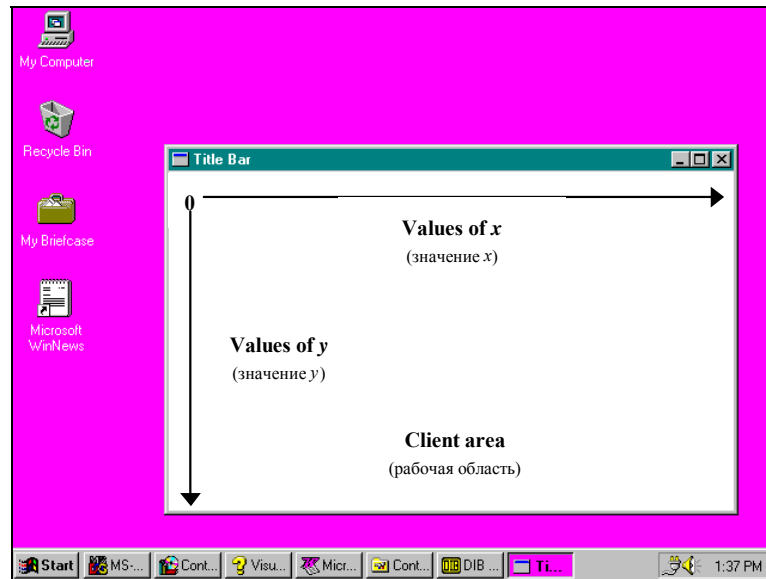 My Computer
Recycle Bin
My Briefcase
Microsoft
WinNews
Title Bar
0
Values of x
(значение x)
Values of y
(значение y)
Client area
(рабочая область)
Start MS-... Cont... Visu... Micr... Cont... DIB ... Ti... 1:37 PM